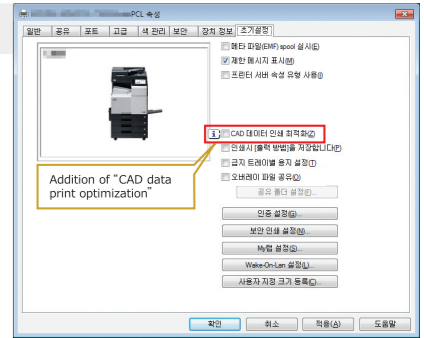 PCL 속성
일반 공유 포트 고급 색 관리 보안 장치 정보 초기설정
메타 파일(EMF) spool 실시(E)
제한 메시지 표시(M)
프린터 서버 속성 유형 사용()
CAD 데이터 인쇄 최적화(Z)
인쇄시 [출력 방법]을 저장합니다(P)
급지 트레이별 용지 설정(T)
오버레이 파일 공유(O)
공유 폴더 설정(F)...
인증 설정(G)...
보안 인쇄 설정(N)...
My탭 설정(S)...
Wake-On-Lan 설정(L)...
사용자 지정 크기 등록(C)...
Addition of “CAD data
print optimization”
확인 취소 적용(A) 도움말